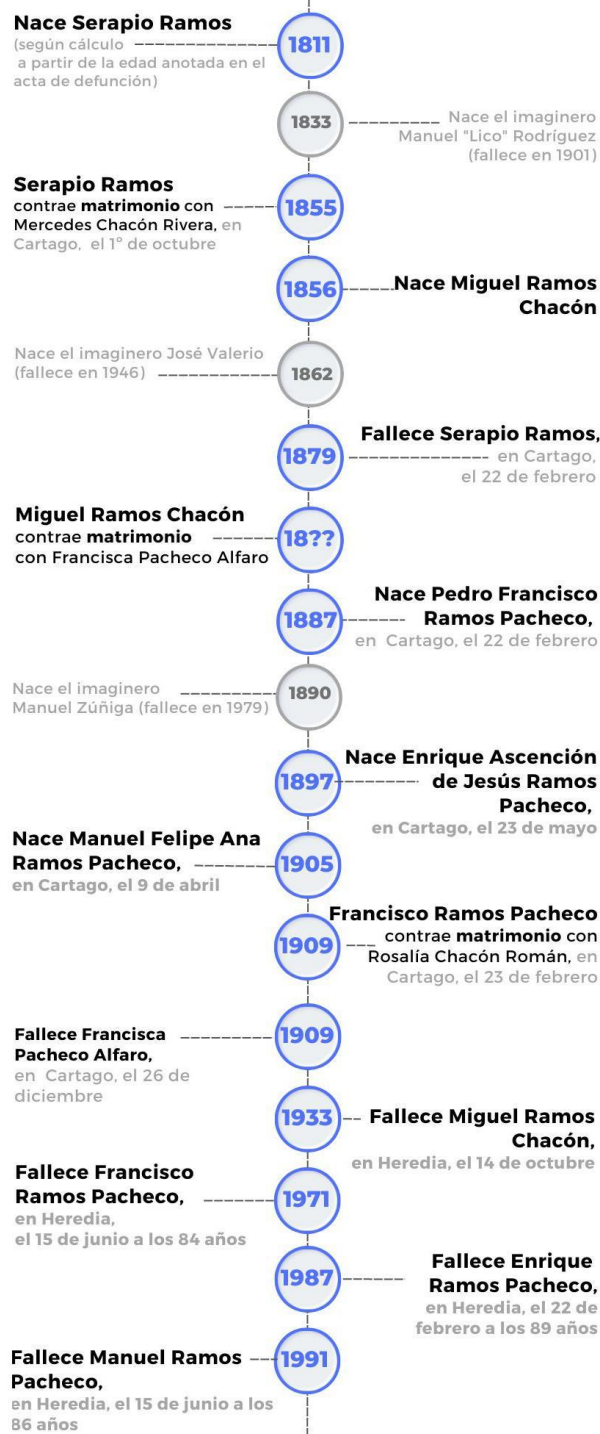 Nace Serapio Ramos
(según cálculo
a partir de la edad anotada en el
acta de defunción)
1811
1833
Nace el imaginero
Manuel "Lico" Rodríguez
(fallece en 1901)
Serapio Ramos
contrae matrimonio con
Mercedes Chacón Rivera, en
Cartago, el 1º de octubre
1855
1856
Nace Miguel Ramos
Chacón
Nace el imaginero José Valerio
(fallece en 1946)
1862
1879
Fallece Serapio Ramos,
en Cartago,
el 22 de febrero
Miguel Ramos Chacón
contrae matrimonio
con Francisca Pacheco Alfaro
18??
1887
Nace Pedro Francisco
Ramos Pacheco,
en Cartago, el 22 de febrero
Nace el imaginero
Manuel Zúñiga (fallece en 1979)
1890
1897
Nace Enrique Ascención
de Jesús Ramos
Pacheco,
en Cartago, el 23 de mayo
Nace Manuel Felipe Ana
Ramos Pacheco,
en Cartago, el 9 de abril
1905
1909
Francisco Ramos Pacheco
contrae matrimonio con
Rosalía Chacón Román, en
Cartago, el 23 de febrero
Fallece Francisca
Pacheco Alfaro,
en Cartago, el 26 de
diciembre
1909
1933
Fallece Miguel Ramos
Chacón,
en Heredia, el 14 de octubre
Fallece Francisco
Ramos Pacheco,
en Heredia,
el 15 de junio a los 84 años
1971
1987
Fallece Enrique
Ramos Pacheco,
en Heredia, el 22 de
febrero a los 89 años
Fallece Manuel Ramos
Pacheco,
en Heredia, el 15 de junio a los
86 años
1991